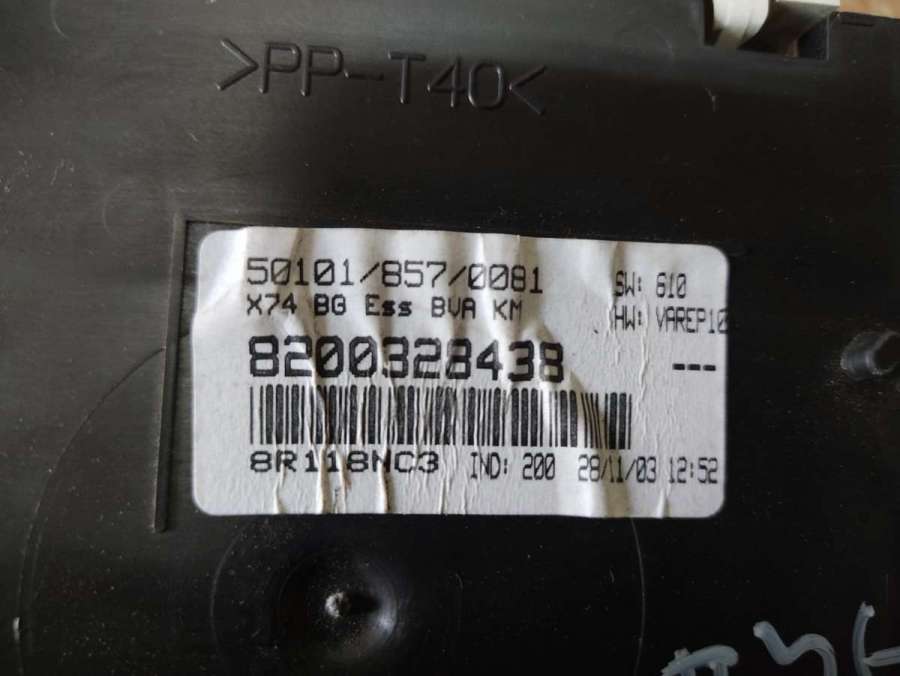 >PP-T40<
50101/857/0081
SW: 610
X74 BG Ess BVA KM
HW: VAREP10
8200328438
---
8R118NC3 IND: 200 28/11/03 12:52